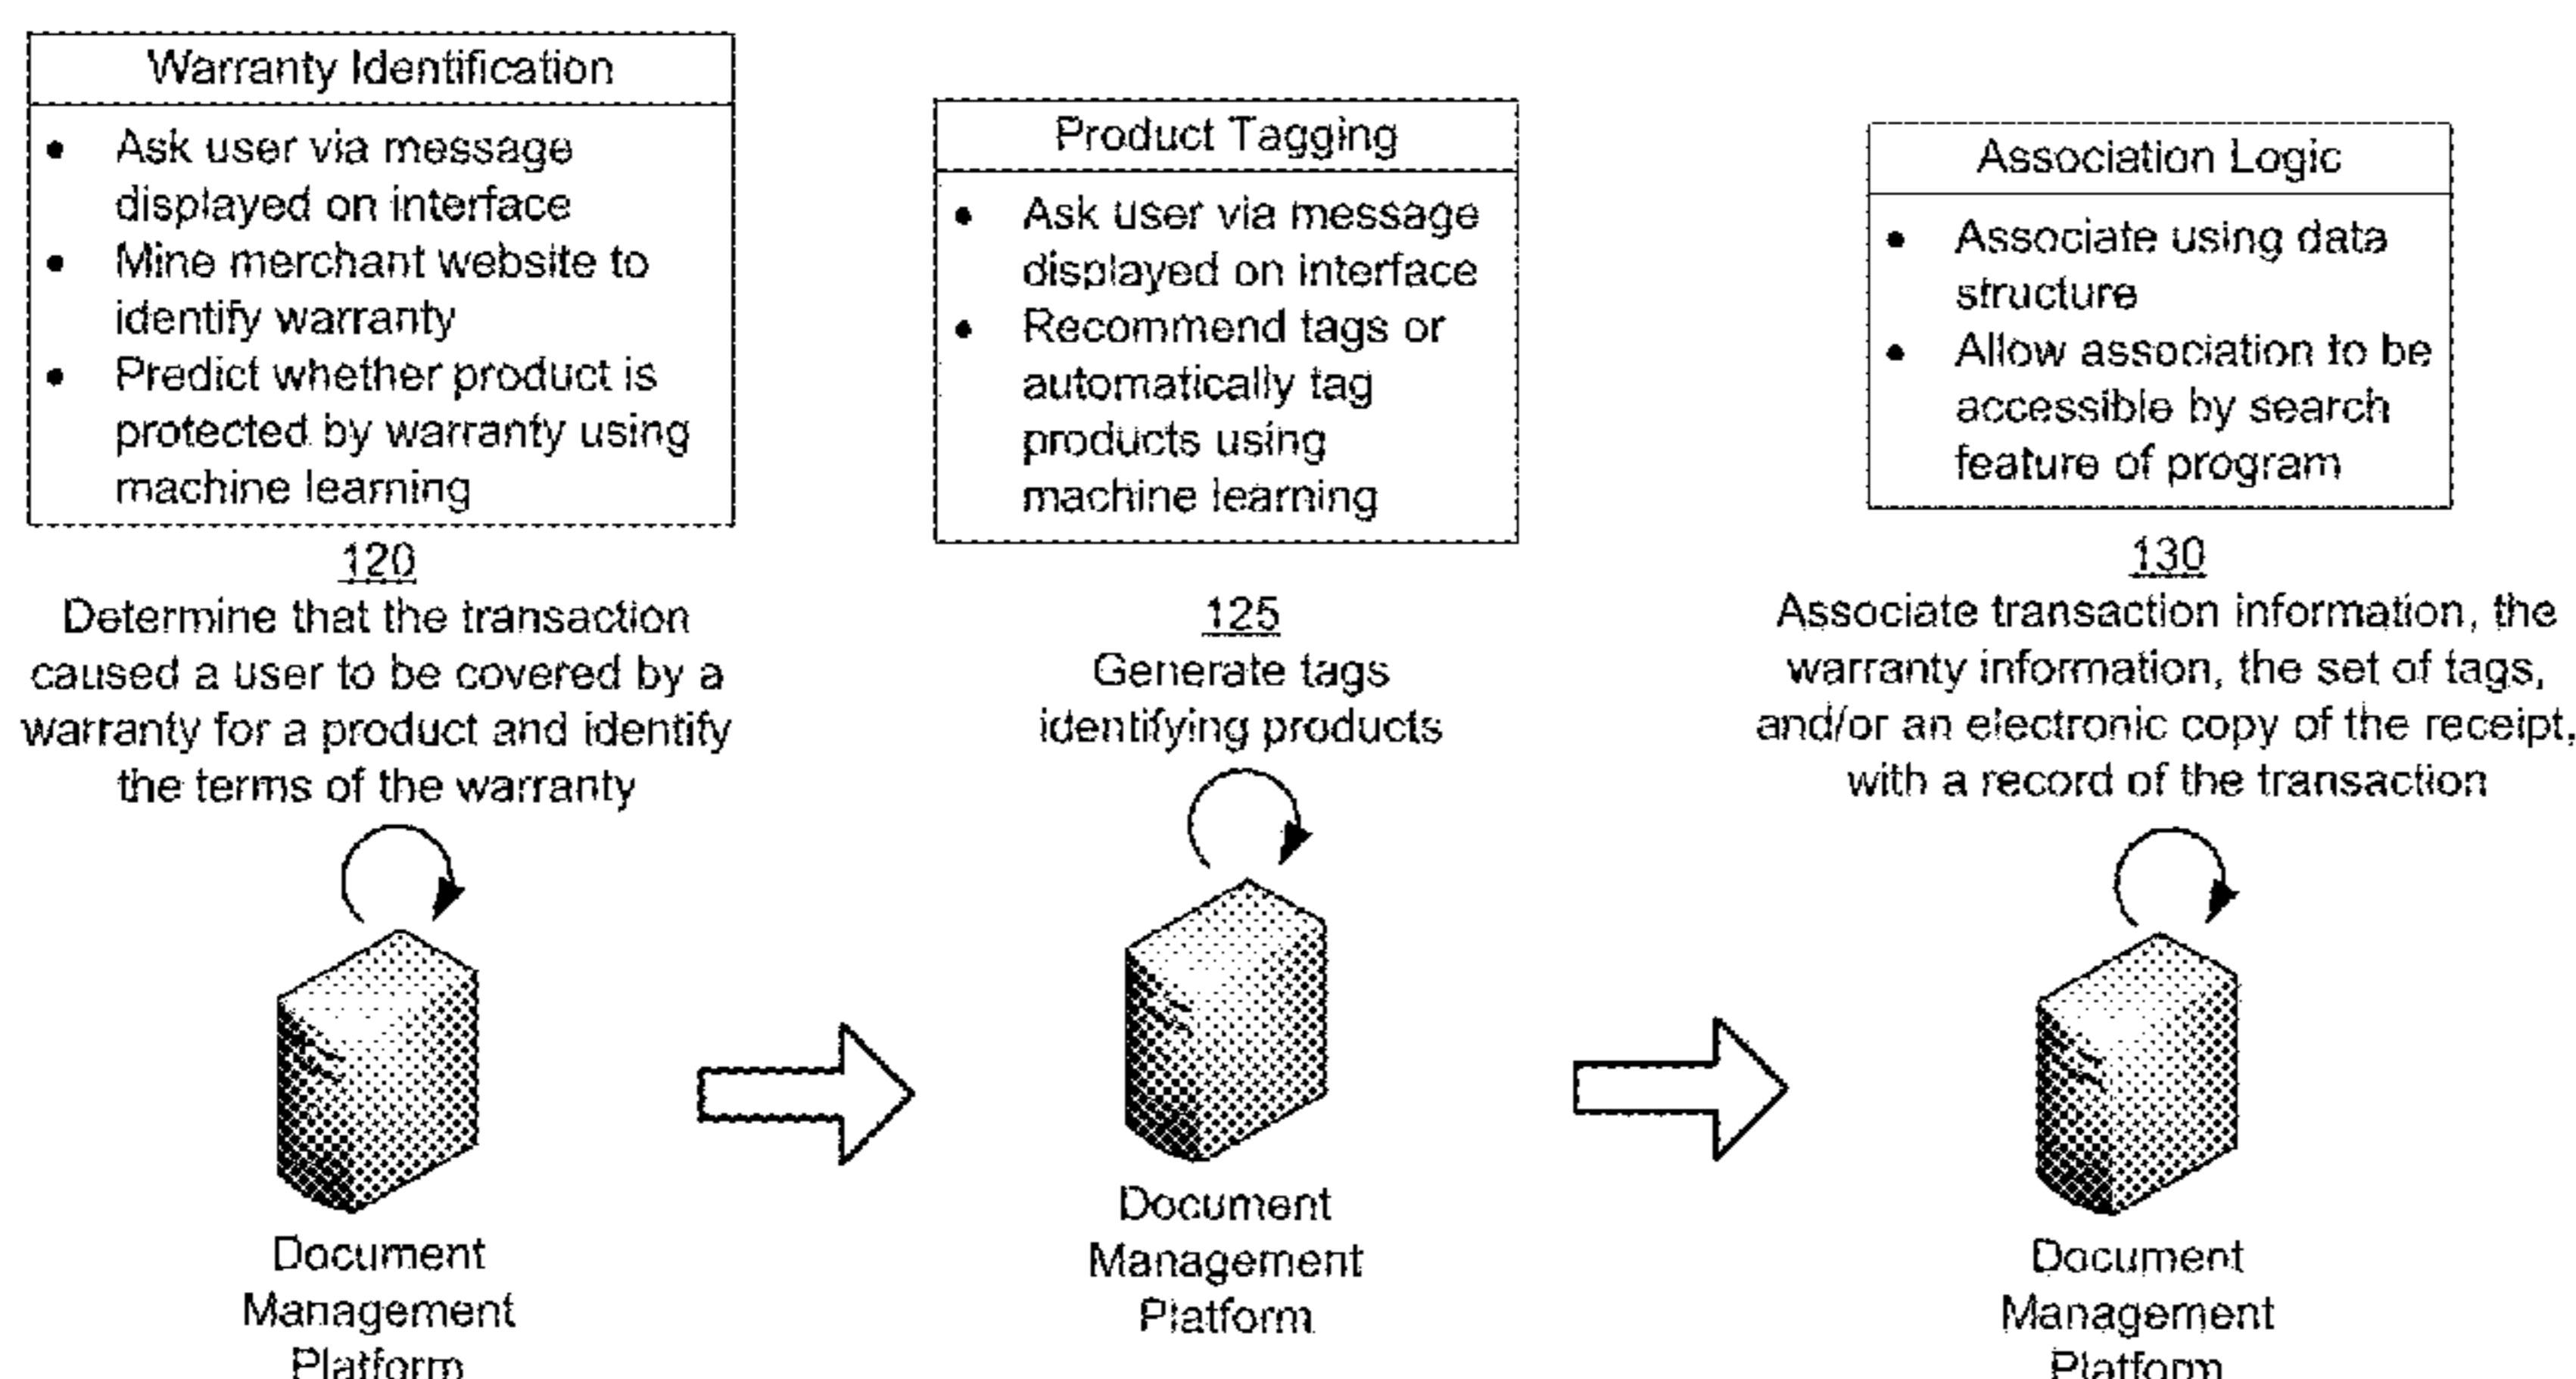 Warranty Identification
• Ask user via message
displayed on interface
• Mine merchant website to
identify warranty
• Predict whether product is
protected by warranty using
machine learning
120
Determine that the transaction
caused a user to be covered by a
warranty for a product and identify
the terms of the warranty
Document
Management
Platform
Product Tagging
• Ask user via message
displayed on interface
• Recommend tags or
automatically tag
products using
machine learning
125
Generate tags
identifying products
Document
Management
Platform
Association Logic
• Associate using data
structure
• Allow association to be
accessible by search
feature of program
130
Associate transaction information, the
warranty information, the set of tags,
and/or an electronic copy of the receipt,
with a record of the transaction
Document
Management
Platform